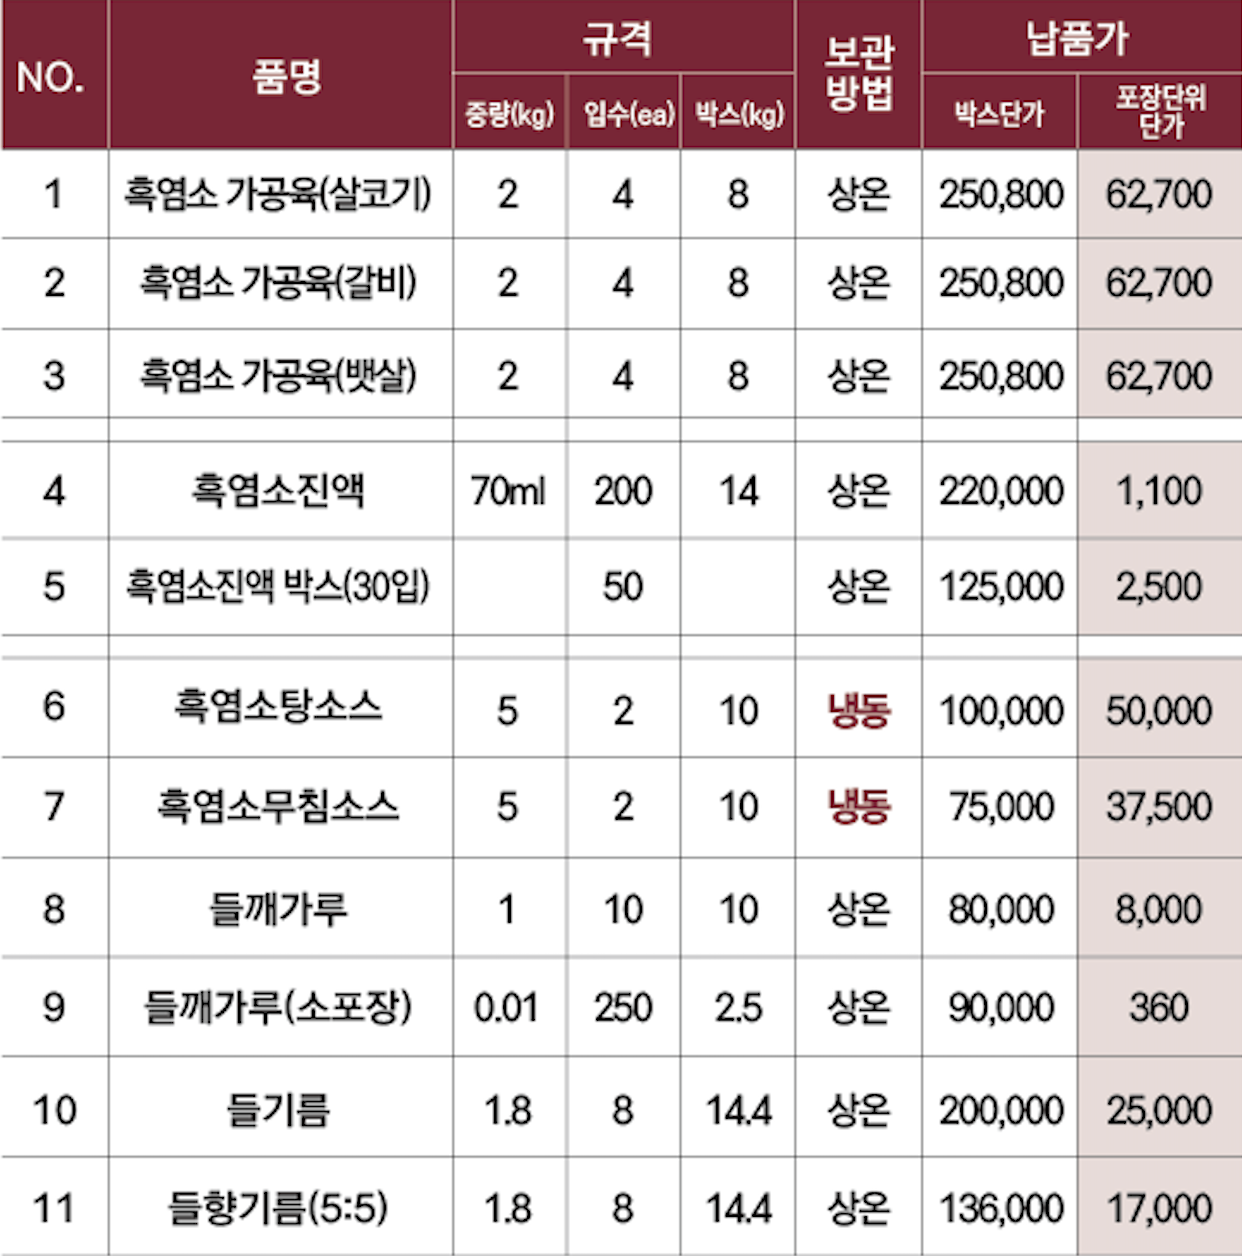 NO. 품명 규격 보관 방법 납품가
중량(kg) 입수(ea) 박스(kg) 박스단가 포장단위 단가
1 흑염소 가공육(살코기) 2 4 8 상온 250,800 62,700
2 흑염소 가공육(갈비) 2 4 8 상온 250,800 62,700
3 흑염소 가공육(뱃살) 2 4 8 상온 250,800 62,700
4 흑염소진액 70ml 200 14 상온 220,000 1,100
5 흑염소진액 박스(30입) 50 상온 125,000 2,500
6 흑염소탕소스 5 2 10 냉동 100,000 50,000
7 흑염소무침소스 5 2 10 냉동 75,000 37,500
8 들깨가루 1 10 10 상온 80,000 8,000
9 들깨가루(소포장) 0.01 250 2.5 상온 90,000 360
10 들기름 1.8 8 14.4 상온 200,000 25,000
11 들향기름(5:5) 1.8 8 14.4 상온 136,000 17,000